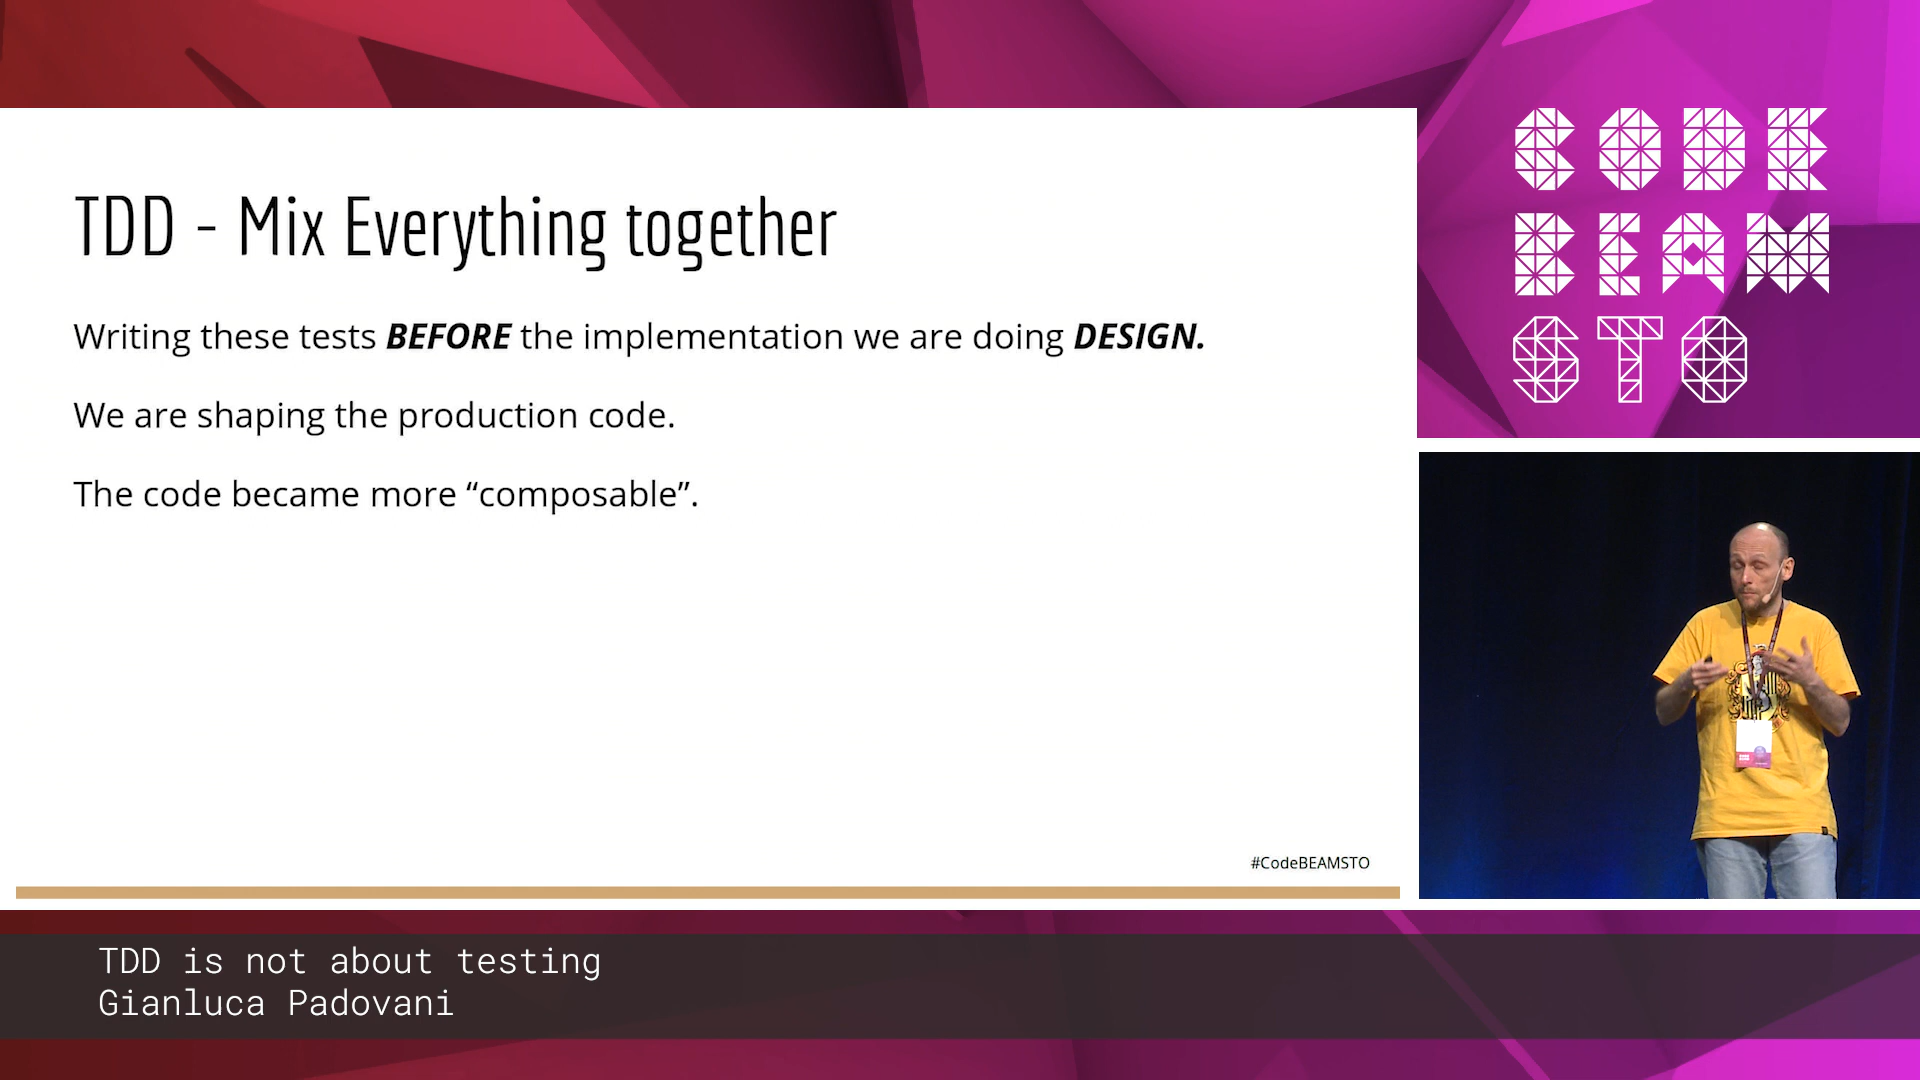 CODE
BEAM
STO
TDD - Mix Everything together
Writing these tests BEFORE the implementation we are doing DESIGN.
We are shaping the production code.
The code became more “composable”.
#CodeBEAMSTO
TDD is not about testing
Gianluca Padovani